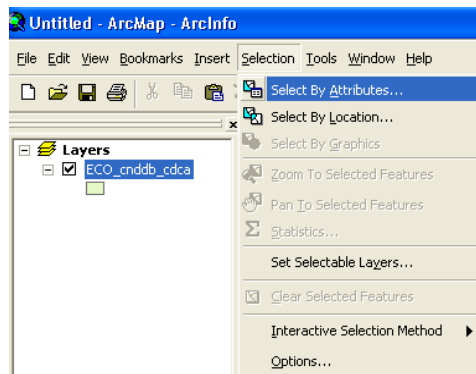 Untitled - ArcMap - ArcInfo
File Edit View Bookmarks Insert Selection Tools Window Help
Select By Attributes...
Select By Location...
Select By Graphics
Zoom To Selected Features
Pan To Selected Features
Statistics...
Set Selectable Layers...
Clear Selected Features
Interactive Selection Method
Options...
Layers
ECO_cnddb_cdca